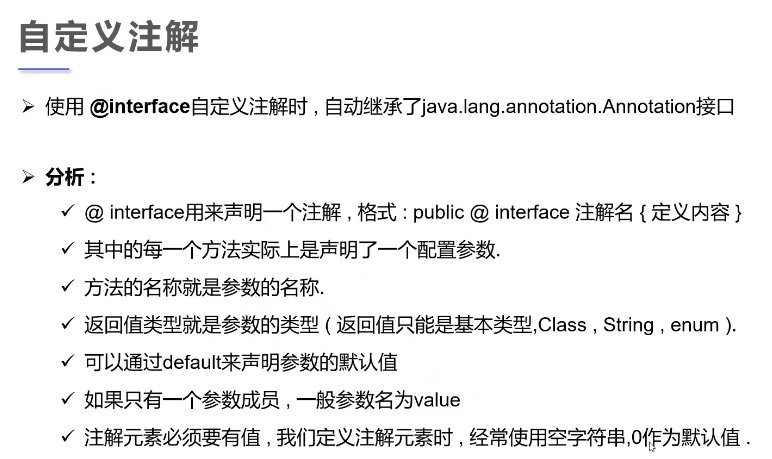 自定义注解
使用 @interface自定义注解时 , 自动继承了java.lang.annotation.Annotation接口
分析 :
@ interface用来声明一个注解 , 格式 : public @ interface 注解名 { 定义内容 }
其中的每一个方法实际上是声明了一个配置参数.
方法的名称就是参数的名称.
返回值类型就是参数的类型 ( 返回值只能是基本类型,Class , String , enum ).
可以通过default来声明参数的默认值
如果只有一个参数成员 , 一般参数名为value
注解元素必须要有值 , 我们定义注解元素时 , 经常使用空字符串,0作为默认值 .